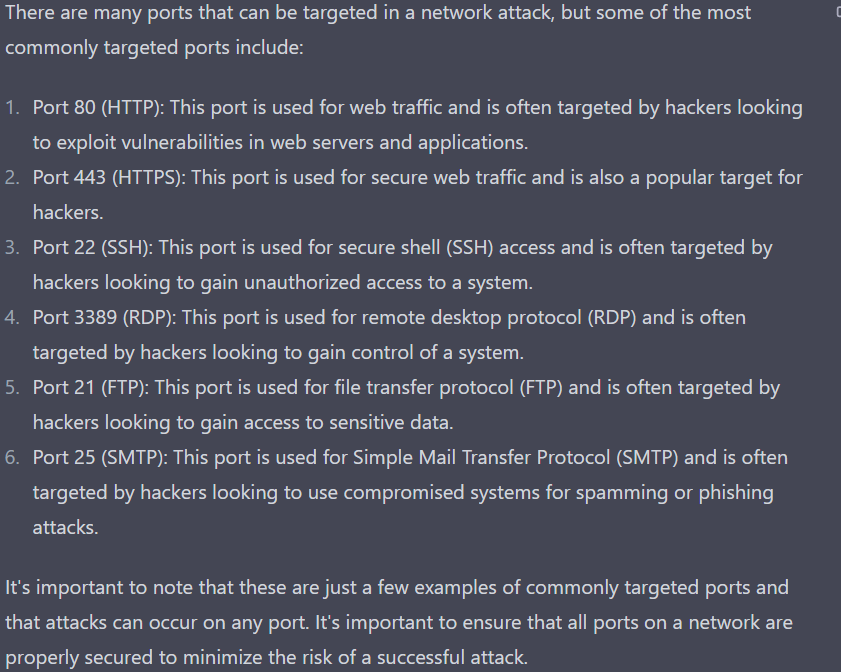 There are many ports that can be targeted in a network attack, but some of the most
commonly targeted ports include:
1. Port 80 (HTTP): This port is used for web traffic and is often targeted by hackers looking
to exploit vulnerabilities in web servers and applications.
2. Port 443 (HTTPS): This port is used for secure web traffic and is also a popular target for
hackers.
3. Port 22 (SSH): This port is used for secure shell (SSH) access and is often targeted by
hackers looking to gain unauthorized access to a system.
4. Port 3389 (RDP): This port is used for remote desktop protocol (RDP) and is often
targeted by hackers looking to gain control of a system.
5. Port 21 (FTP): This port is used for file transfer protocol (FTP) and is often targeted by
hackers looking to gain access to sensitive data.
6. Port 25 (SMTP): This port is used for Simple Mail Transfer Protocol (SMTP) and is often
targeted by hackers looking to use compromised systems for spamming or phishing
attacks.
It's important to note that these are just a few examples of commonly targeted ports and
that attacks can occur on any port. It's important to ensure that all ports on a network are
properly secured to minimize the risk of a successful attack.